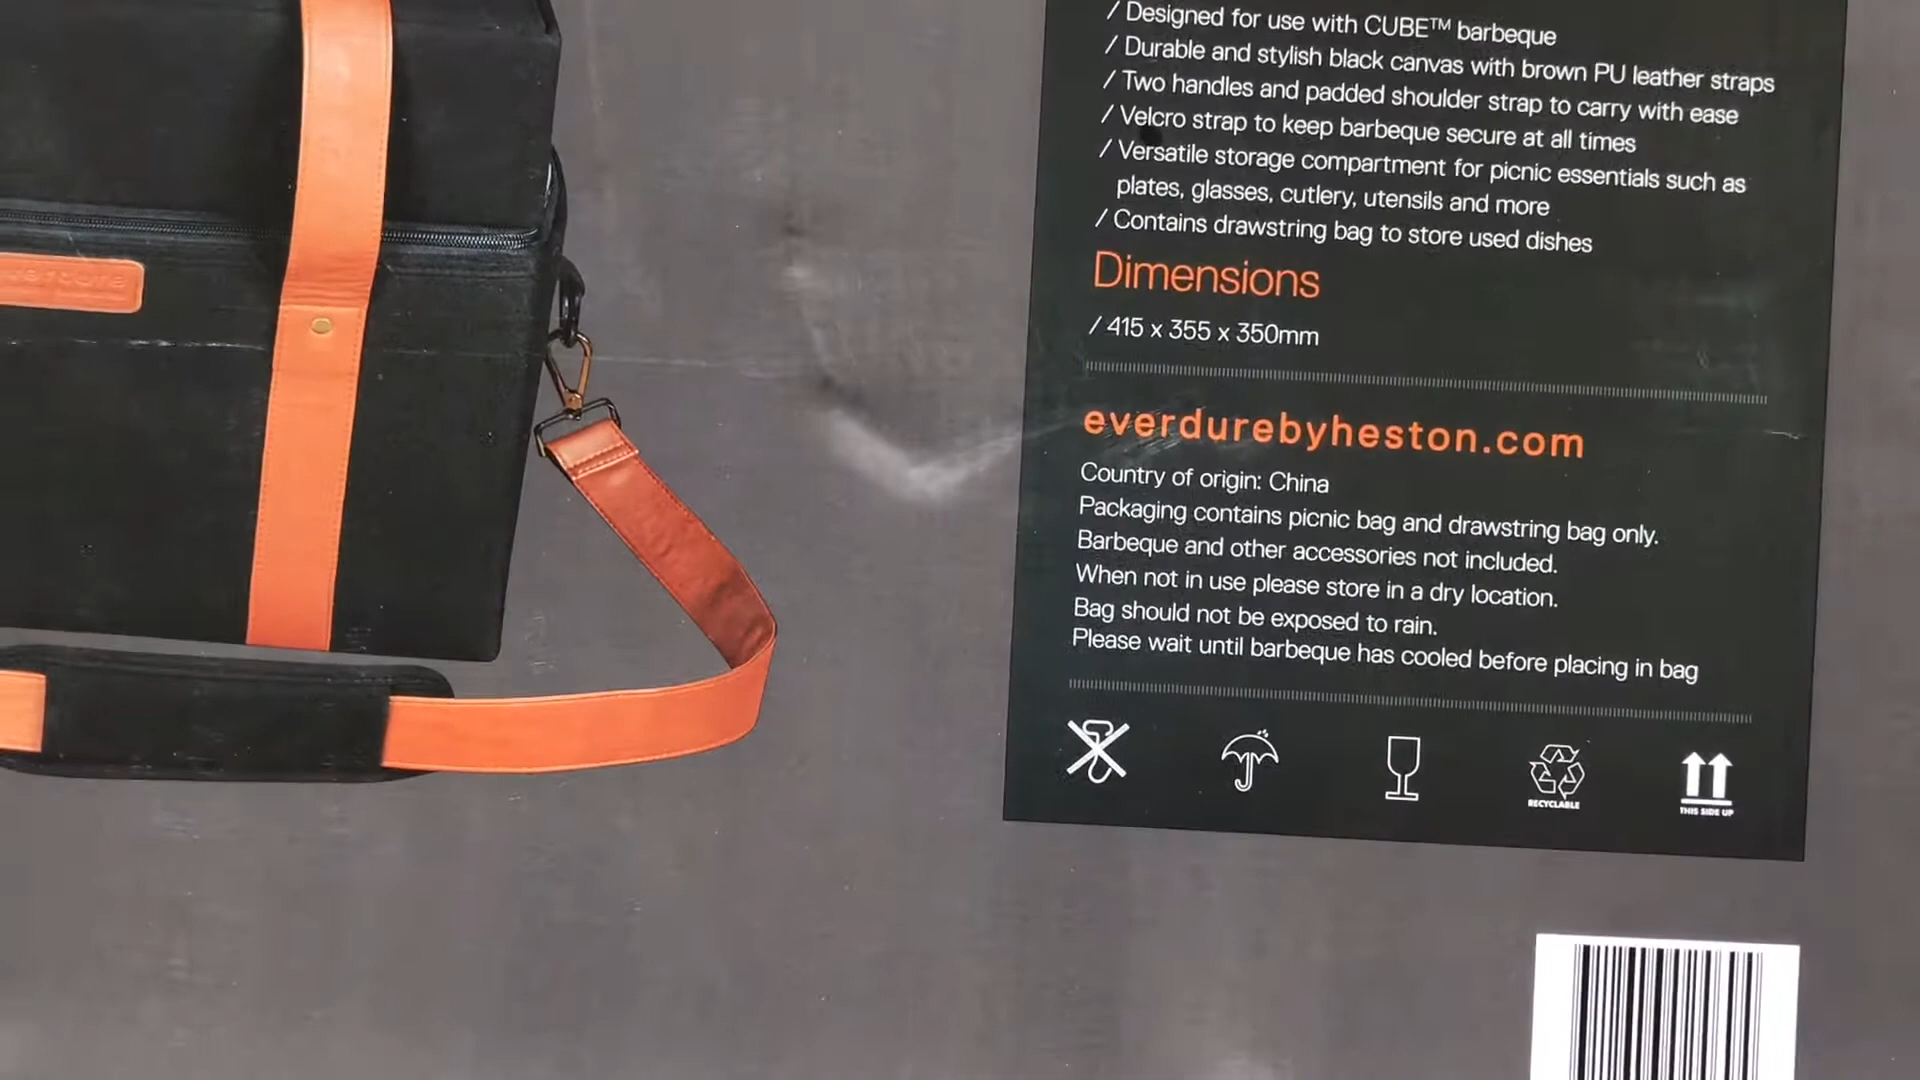 / Designed for use with CUBE™ barbeque
/ Durable and stylish black canvas with brown PU leather straps
/ Two handles and padded shoulder strap to carry with ease
/ Velcro strap to keep barbeque secure at all times
/ Versatile storage compartment for picnic essentials such as
plates, glasses, cutlery, utensils and more
/ Contains drawstring bag to store used dishes
Dimensions
/ 415 x 355 x 350mm
everdurebyheston.com
Country of origin: China
Packaging contains picnic bag and drawstring bag only.
Barbeque and other accessories not included.
When not in use please store in a dry location.
Bag should not be exposed to rain.
Please wait until barbeque has cooled before placing in bag
RECYCLABLE
THIS SIDE UP